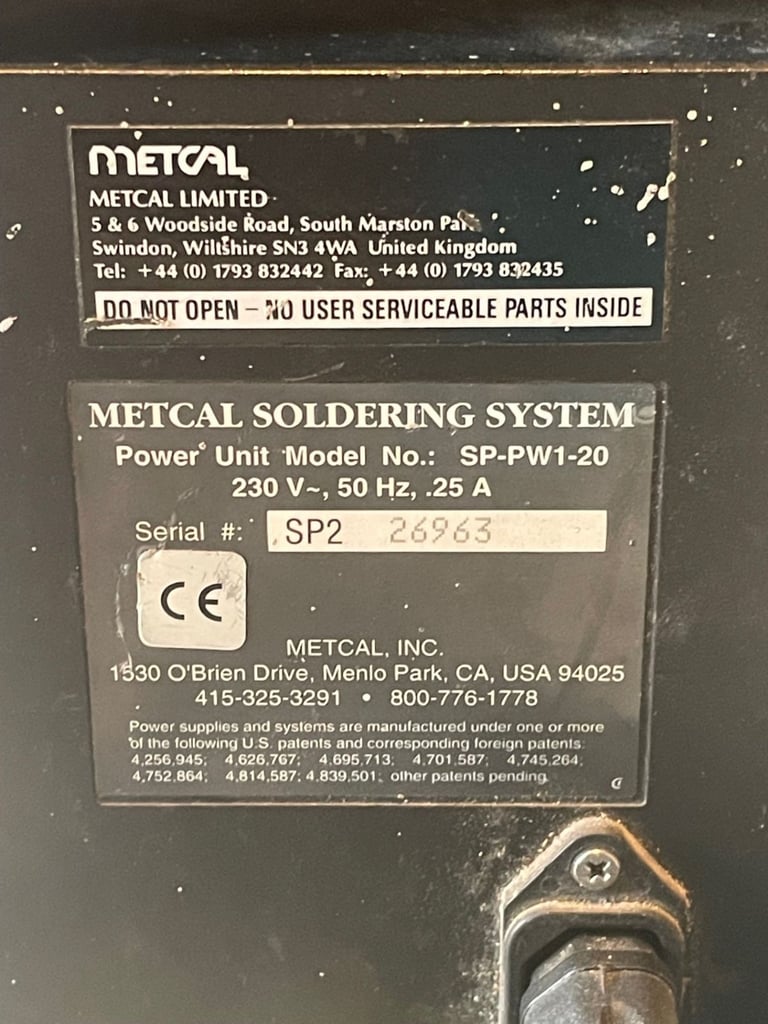 METCAL
METCAL LIMITED
5 & 6 Woodside Road, South Marston
Swindon, Wiltshire SN3 4WA United Kingdom
Tel: +44 (0) 1793 832442 Fax: +44 (0) 1793 832435
DO NOT OPEN – NO USER SERVICEABLE PARTS INSIDE
METCAL SOLDERING SYSTEM
Power Unit Model No.: SP-PW1-20
230 V~, 50 Hz, .25 A
Serial #: SP2 26963
CE
METCAL, INC.
1530 O'Brien Drive, Menlo Park, CA, USA 94025
415-325-3291 • 800-776-1778
Power supplies and systems are manufactured under one or more
of the following U.S. patents and corresponding foreign patents:
4,256,945; 4,626,767; 4,695,713; 4,701,587; 4,745,264;
4,752,864; 4,814,587; 4,839,501; other patents pending.